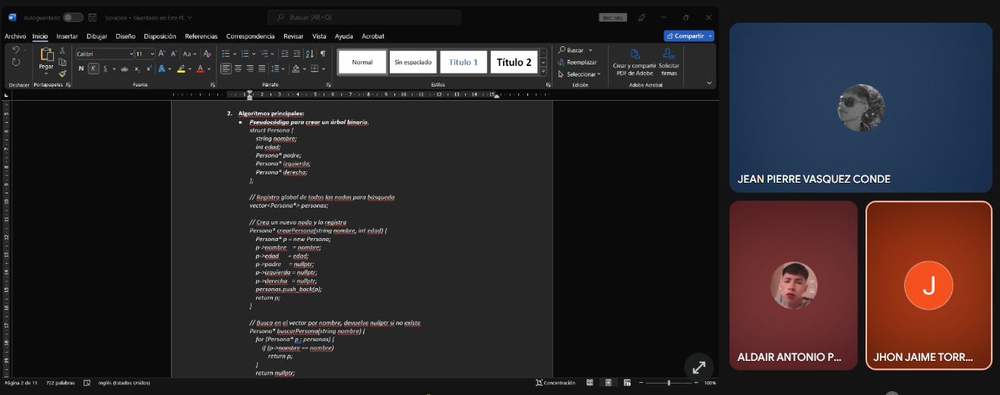 Autoguardado
Solucion • Guardado en Este PC
Buscar (Alt+Q)
Inic. ses.
Archivo Inicio Insertar Dibujar Diseño Disposición Referencias Correspondencia Revisar Vista Ayuda Acrobat
Compartir
Pegar
Calibri 11
N K S ab x₂ x²
Normal
Sin espaciado
Título 1
Título 2
Buscar
Reemplazar
Seleccionar
Crear y compartir PDF de Adobe
Solicitar firmas
Deshacer Portapapeles Fuente Párrafo Estilos Edición Adobe Acrobat
2. Algoritmos principales:
• Pseudocódigo para crear un árbol binario.
struct Persona {
string nombre;
int edad;
Persona* padre;
Persona* izquierda;
Persona* derecha;
};
// Registro global de todos los nodos para búsqueda
vector<Persona*> personas;
// Crea un nuevo nodo y lo registra
Persona* crearPersona(string nombre, int edad) {
Persona* p = new Persona;
p->nombre = nombre;
p->edad = edad;
p->padre = nullptr;
p->izquierda = nullptr;
p->derecha = nullptr;
personas.push_back(p);
return p;
}
// Busca en el vector por nombre, devuelve nullptr si no existe
Persona* buscarPersona(string nombre) {
for (Persona* p : personas) {
if (p->nombre == nombre)
return p;
}
return nullptr;
Página 2 de 11 722 palabras Inglés (Estados Unidos) Concentración 100%
JEAN PIERRE VASQUEZ CONDE
ALDAIR ANTONIO P...
J
JHON JAIME TORR...